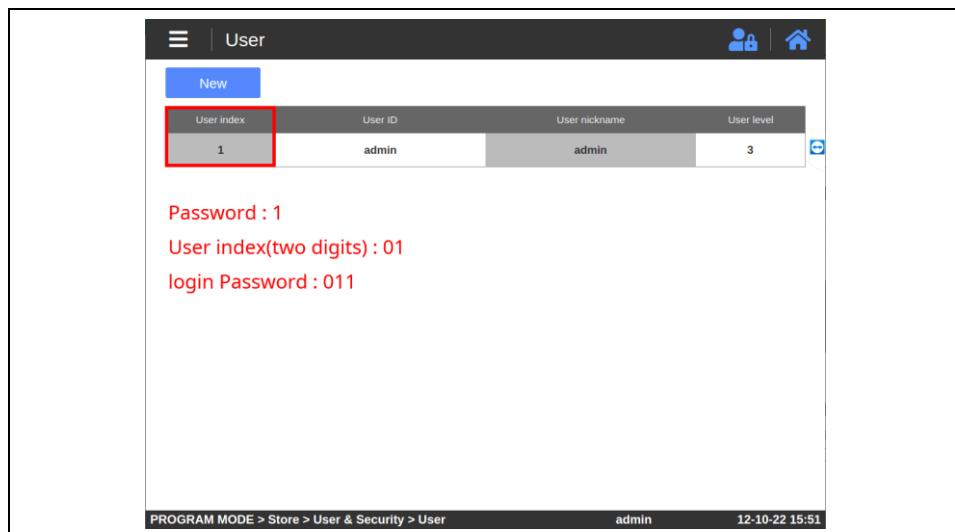 User
New
User index User ID User nickname User level
1 admin admin 3
Password : 1
User index(two digits) : 01
login Password : 011
PROGRAM MODE > Store > User & Security > User admin 12-10-22 15:51